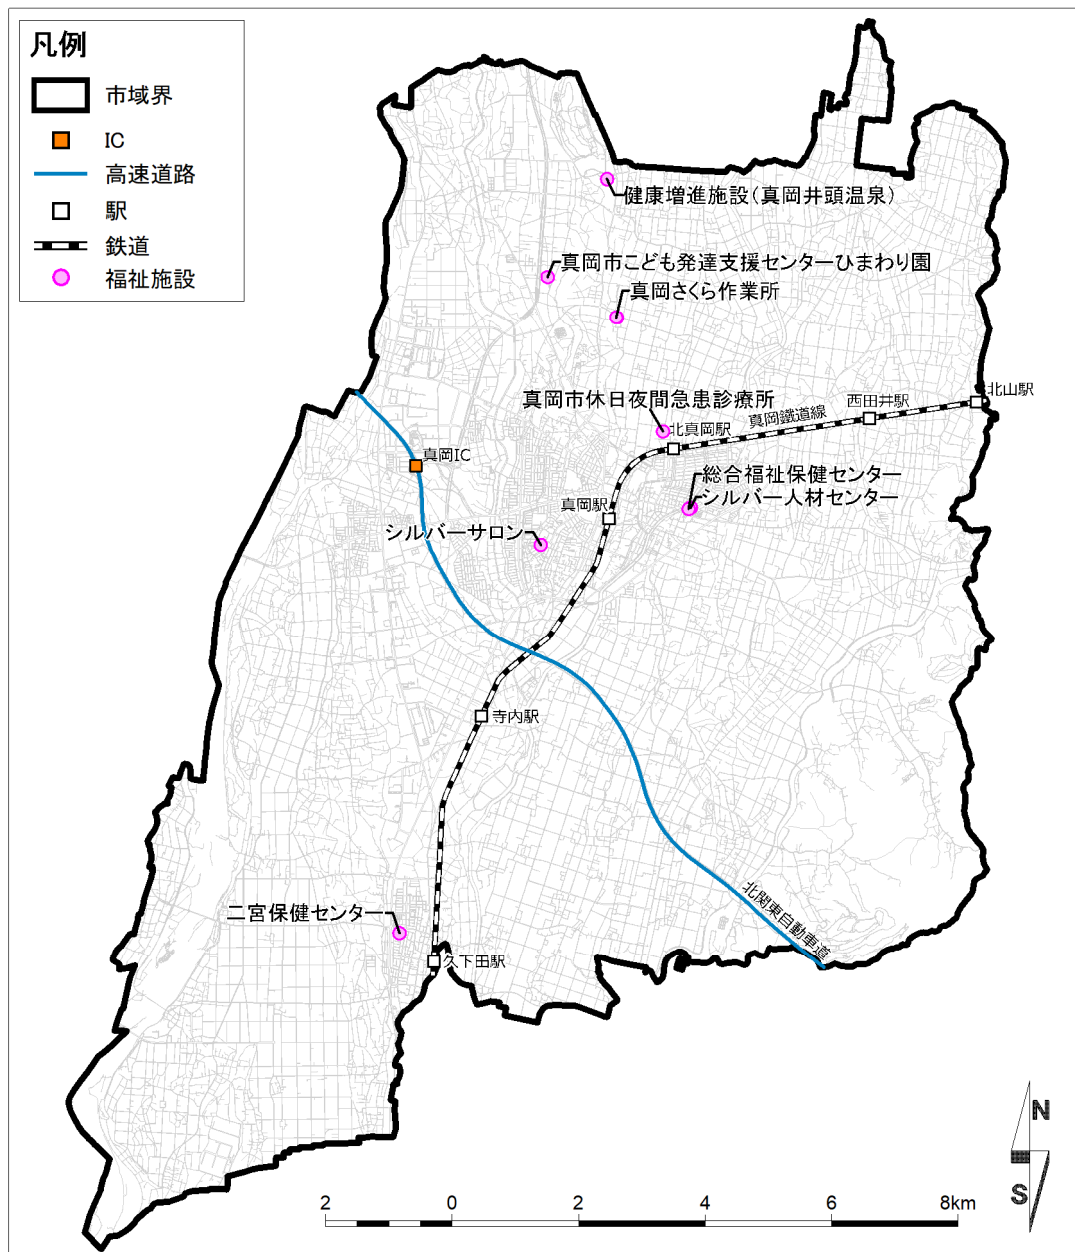 凡例
市域界
IC
高速道路
駅
鉄道
福祉施設
健康増進施設(真岡井頭温泉)
真岡市こども発達支援センターひまわり園
真岡さくら作業所
北山駅
西田井駅
真岡市休日夜間急患診療所
真岡鐵道線
北真岡駅
真岡IC
総合福祉保健センター
シルバー人材センター
真岡駅
シルバーサロン
寺内駅
北関東自動車道
二宮保健センター
久下田駅
N
S
2 0 2 4 6 8km